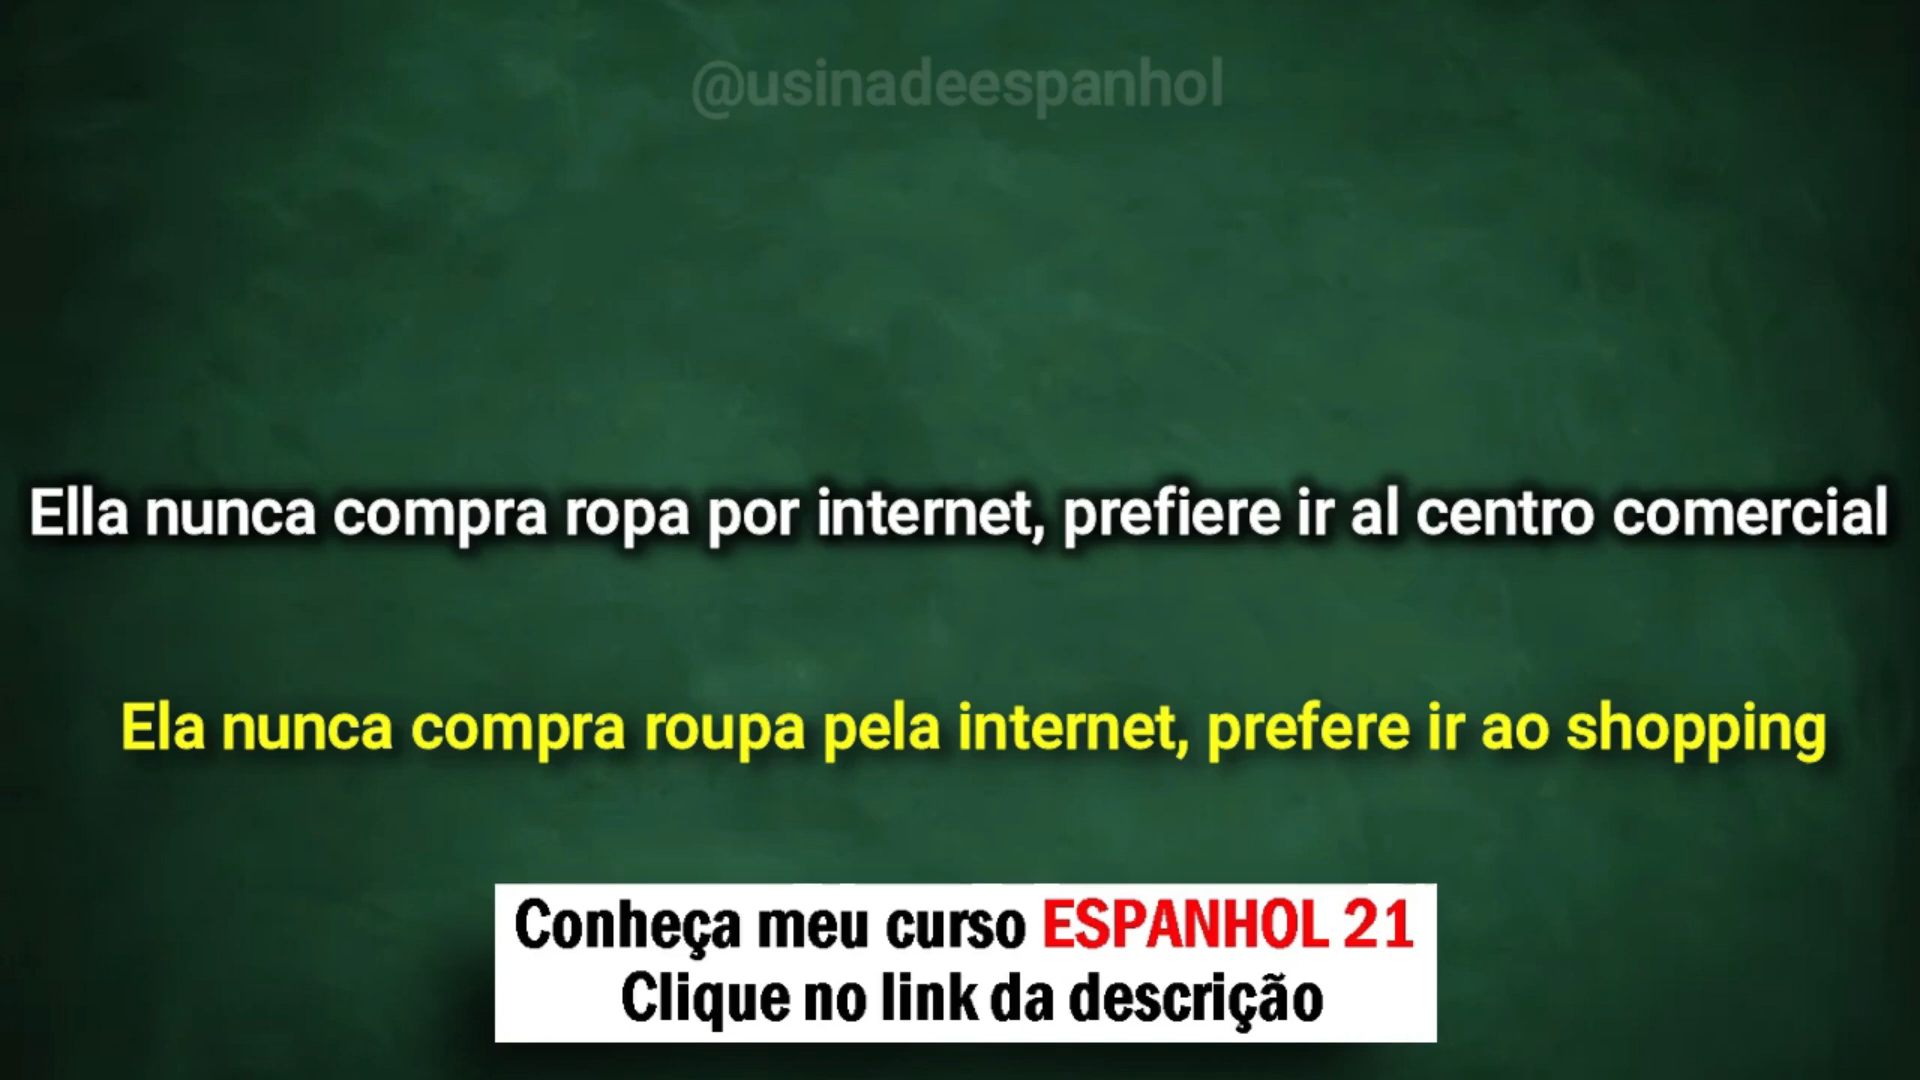 @usinadeespanhol
Ella nunca compra ropa por internet, prefiere ir al centro comercial
Ela nunca compra roupa pela internet, prefere ir ao shopping
Conheça meu curso ESPANHOL 21
Clique no link da descrição